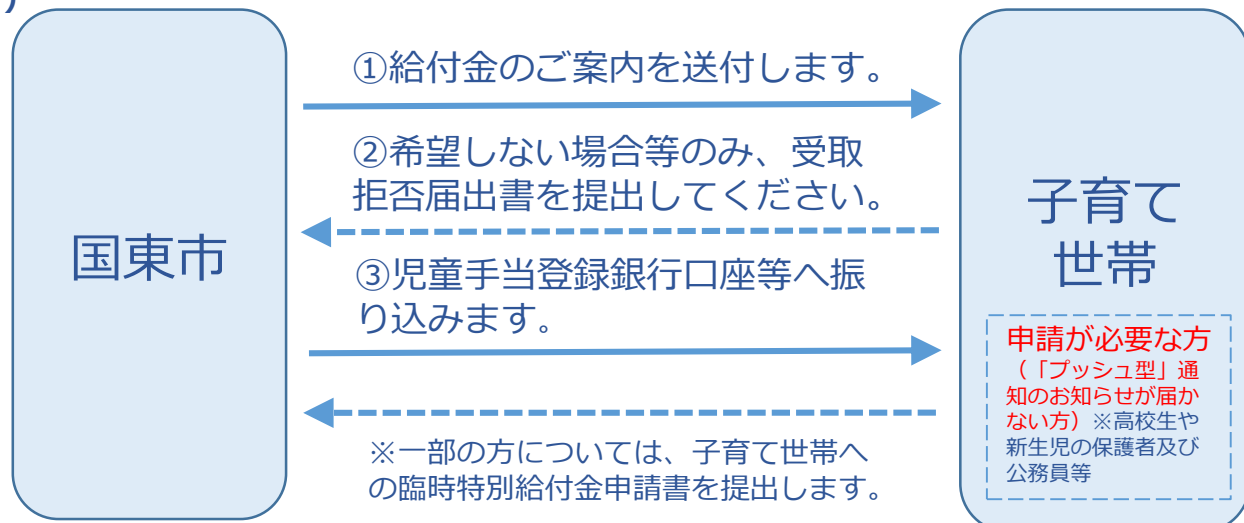 )
国東市
①給付金のご案内を送付します。
②希望しない場合等のみ、受取
拒否届出書を提出してください。
③児童手当登録銀行口座等へ振
り込みます。
※一部の方については、子育て世帯へ
の臨時特別給付金申請書を提出します。
子育て
世帯
申請が必要な方
（「プッシュ型」通
知のお知らせが届か
ない方）※高校生や
新生児の保護者及び
公務員等